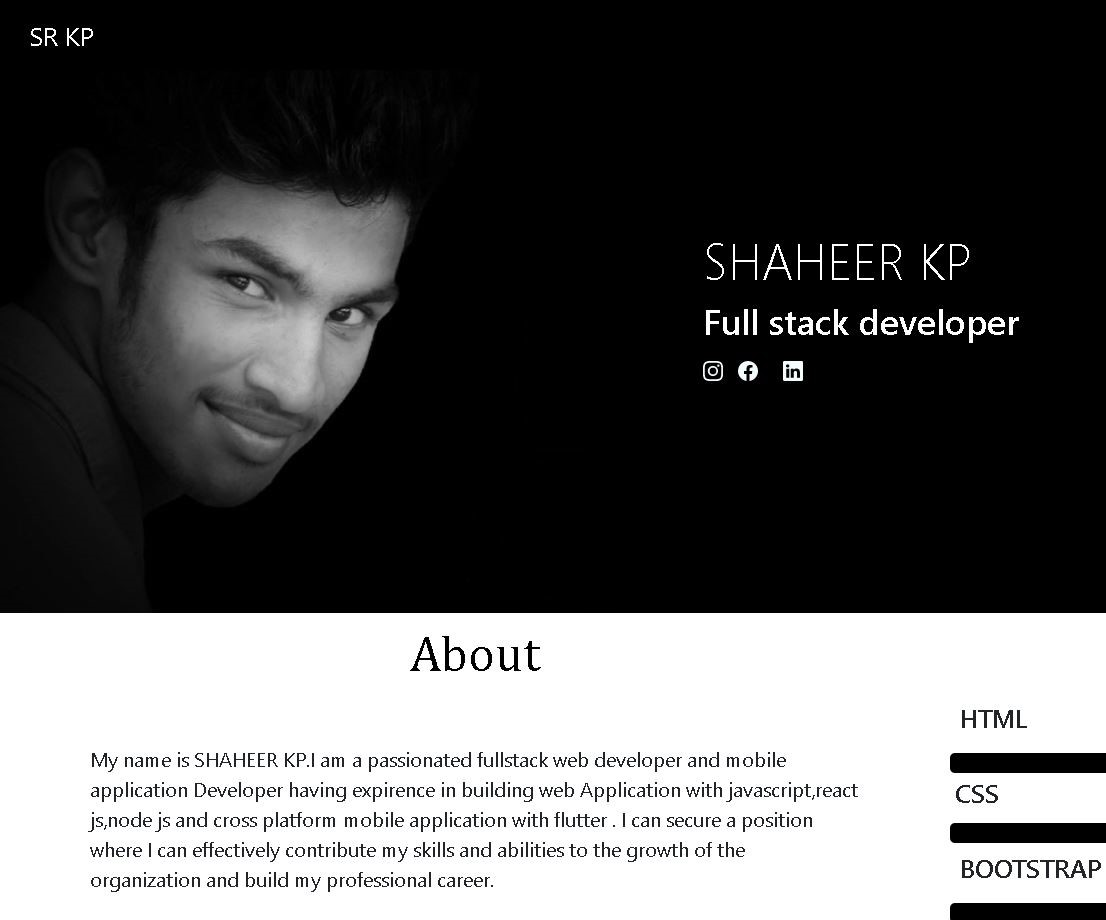 SR KP
SHAHEER KP
Full stack developer
About
My name is SHAHEER KP.I am a passionated fullstack web developer and mobile
application Developer having expirence in building web Application with javascript,react
js,node js and cross platform mobile application with flutter . I can secure a position
where I can effectively contribute my skills and abilities to the growth of the
organization and build my professional career.
HTML
CSS
BOOTSTRAP